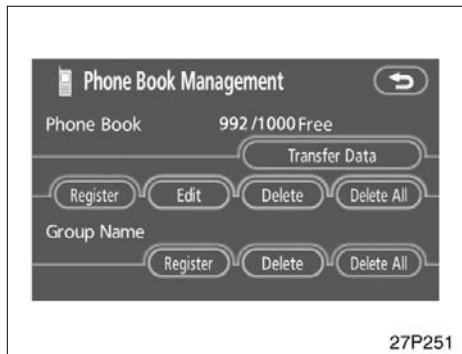 Phone Book Management
Phone Book 992/1000 Free
Transfer Data
Register Edit Delete Delete All
Group Name
Register Delete Delete All
27P251